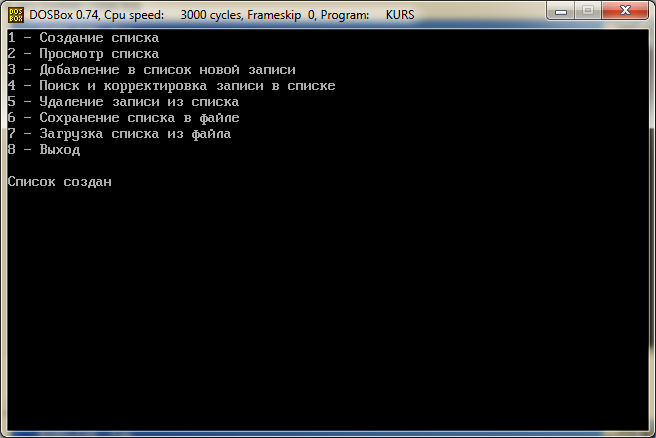 DOS BOX DOSBox 0.74, Cpu speed: 3000 cycles, Frameskip 0, Program: KURS
1 - Создание списка
2 - Просмотр списка
3 - Добавление в список новой записи
4 - Поиск и корректировка записи в списке
5 - Удаление записи из списка
6 - Сохранение списка в файле
7 - Загрузка списка из файла
8 - Выход
Список создан